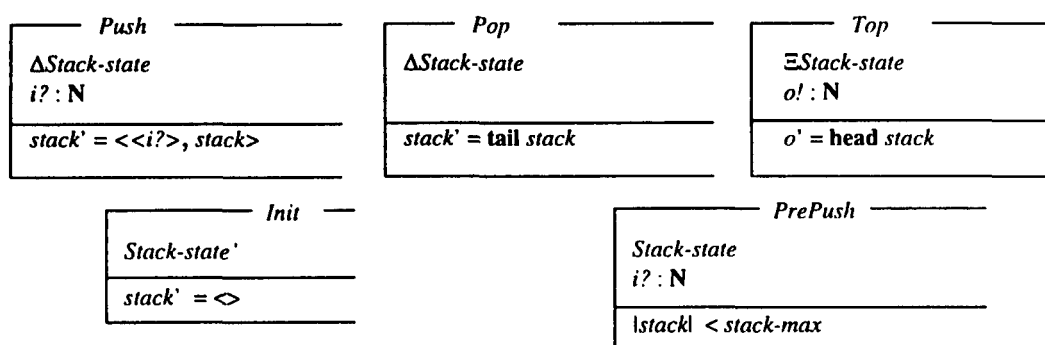 Push
ΔStack-state
i? : N
stack' = <<i?>, stack>
Pop
ΔStack-state
stack' = tail stack
Top
ΞStack-state
o! : N
o' = head stack
Init
Stack-state'
stack' = <>
PrePush
Stack-state
i? : N
|stack| < stack-max